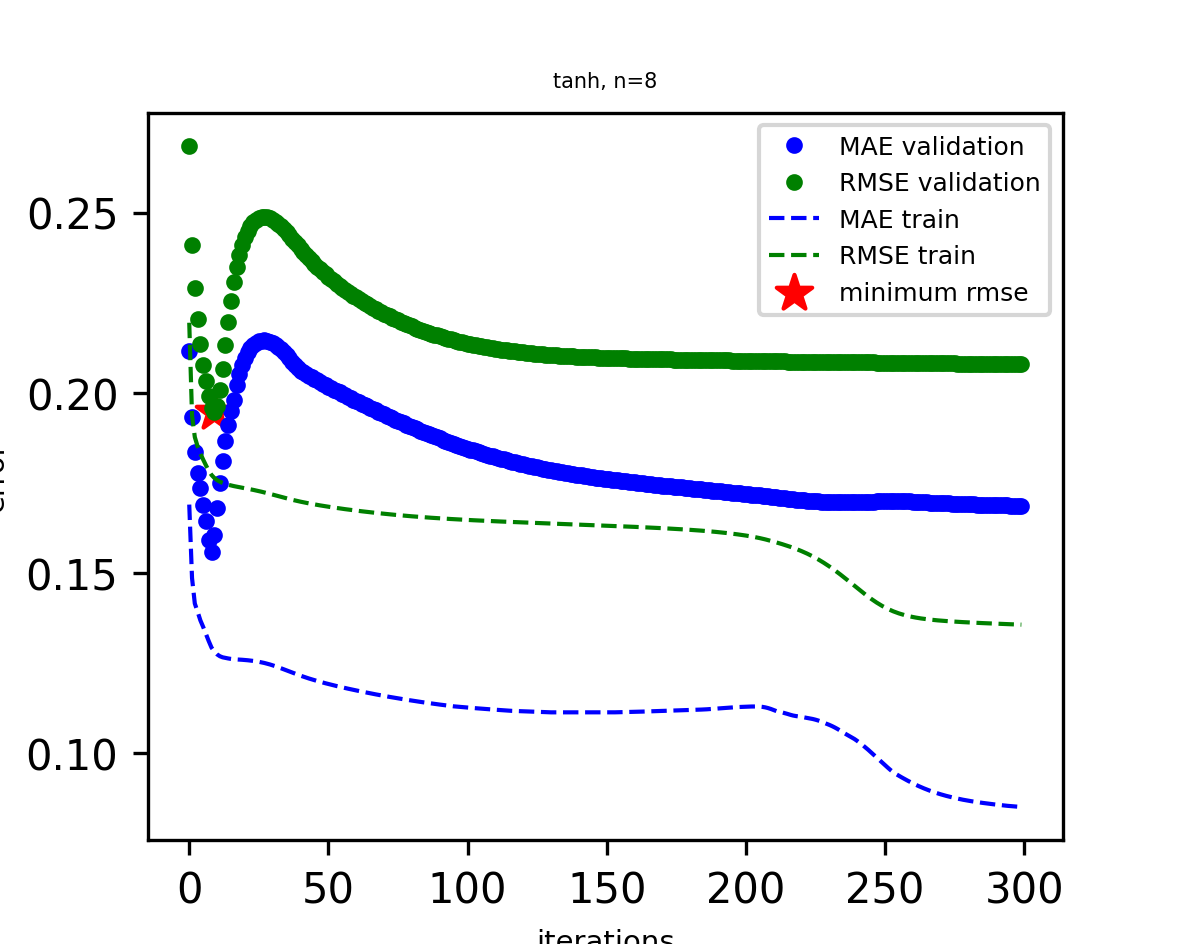 tanh, n=8
MAE validation
RMSE validation
MAE train
RMSE train
minimum rmse
0.25
0.20
0.15
0.10
0 50 100 150 200 250 300
iterations